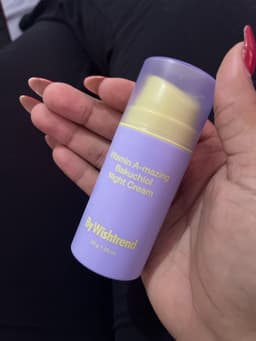 Vitamin A-mazing
Bakuchiol
Night Cream
By Wishtrend